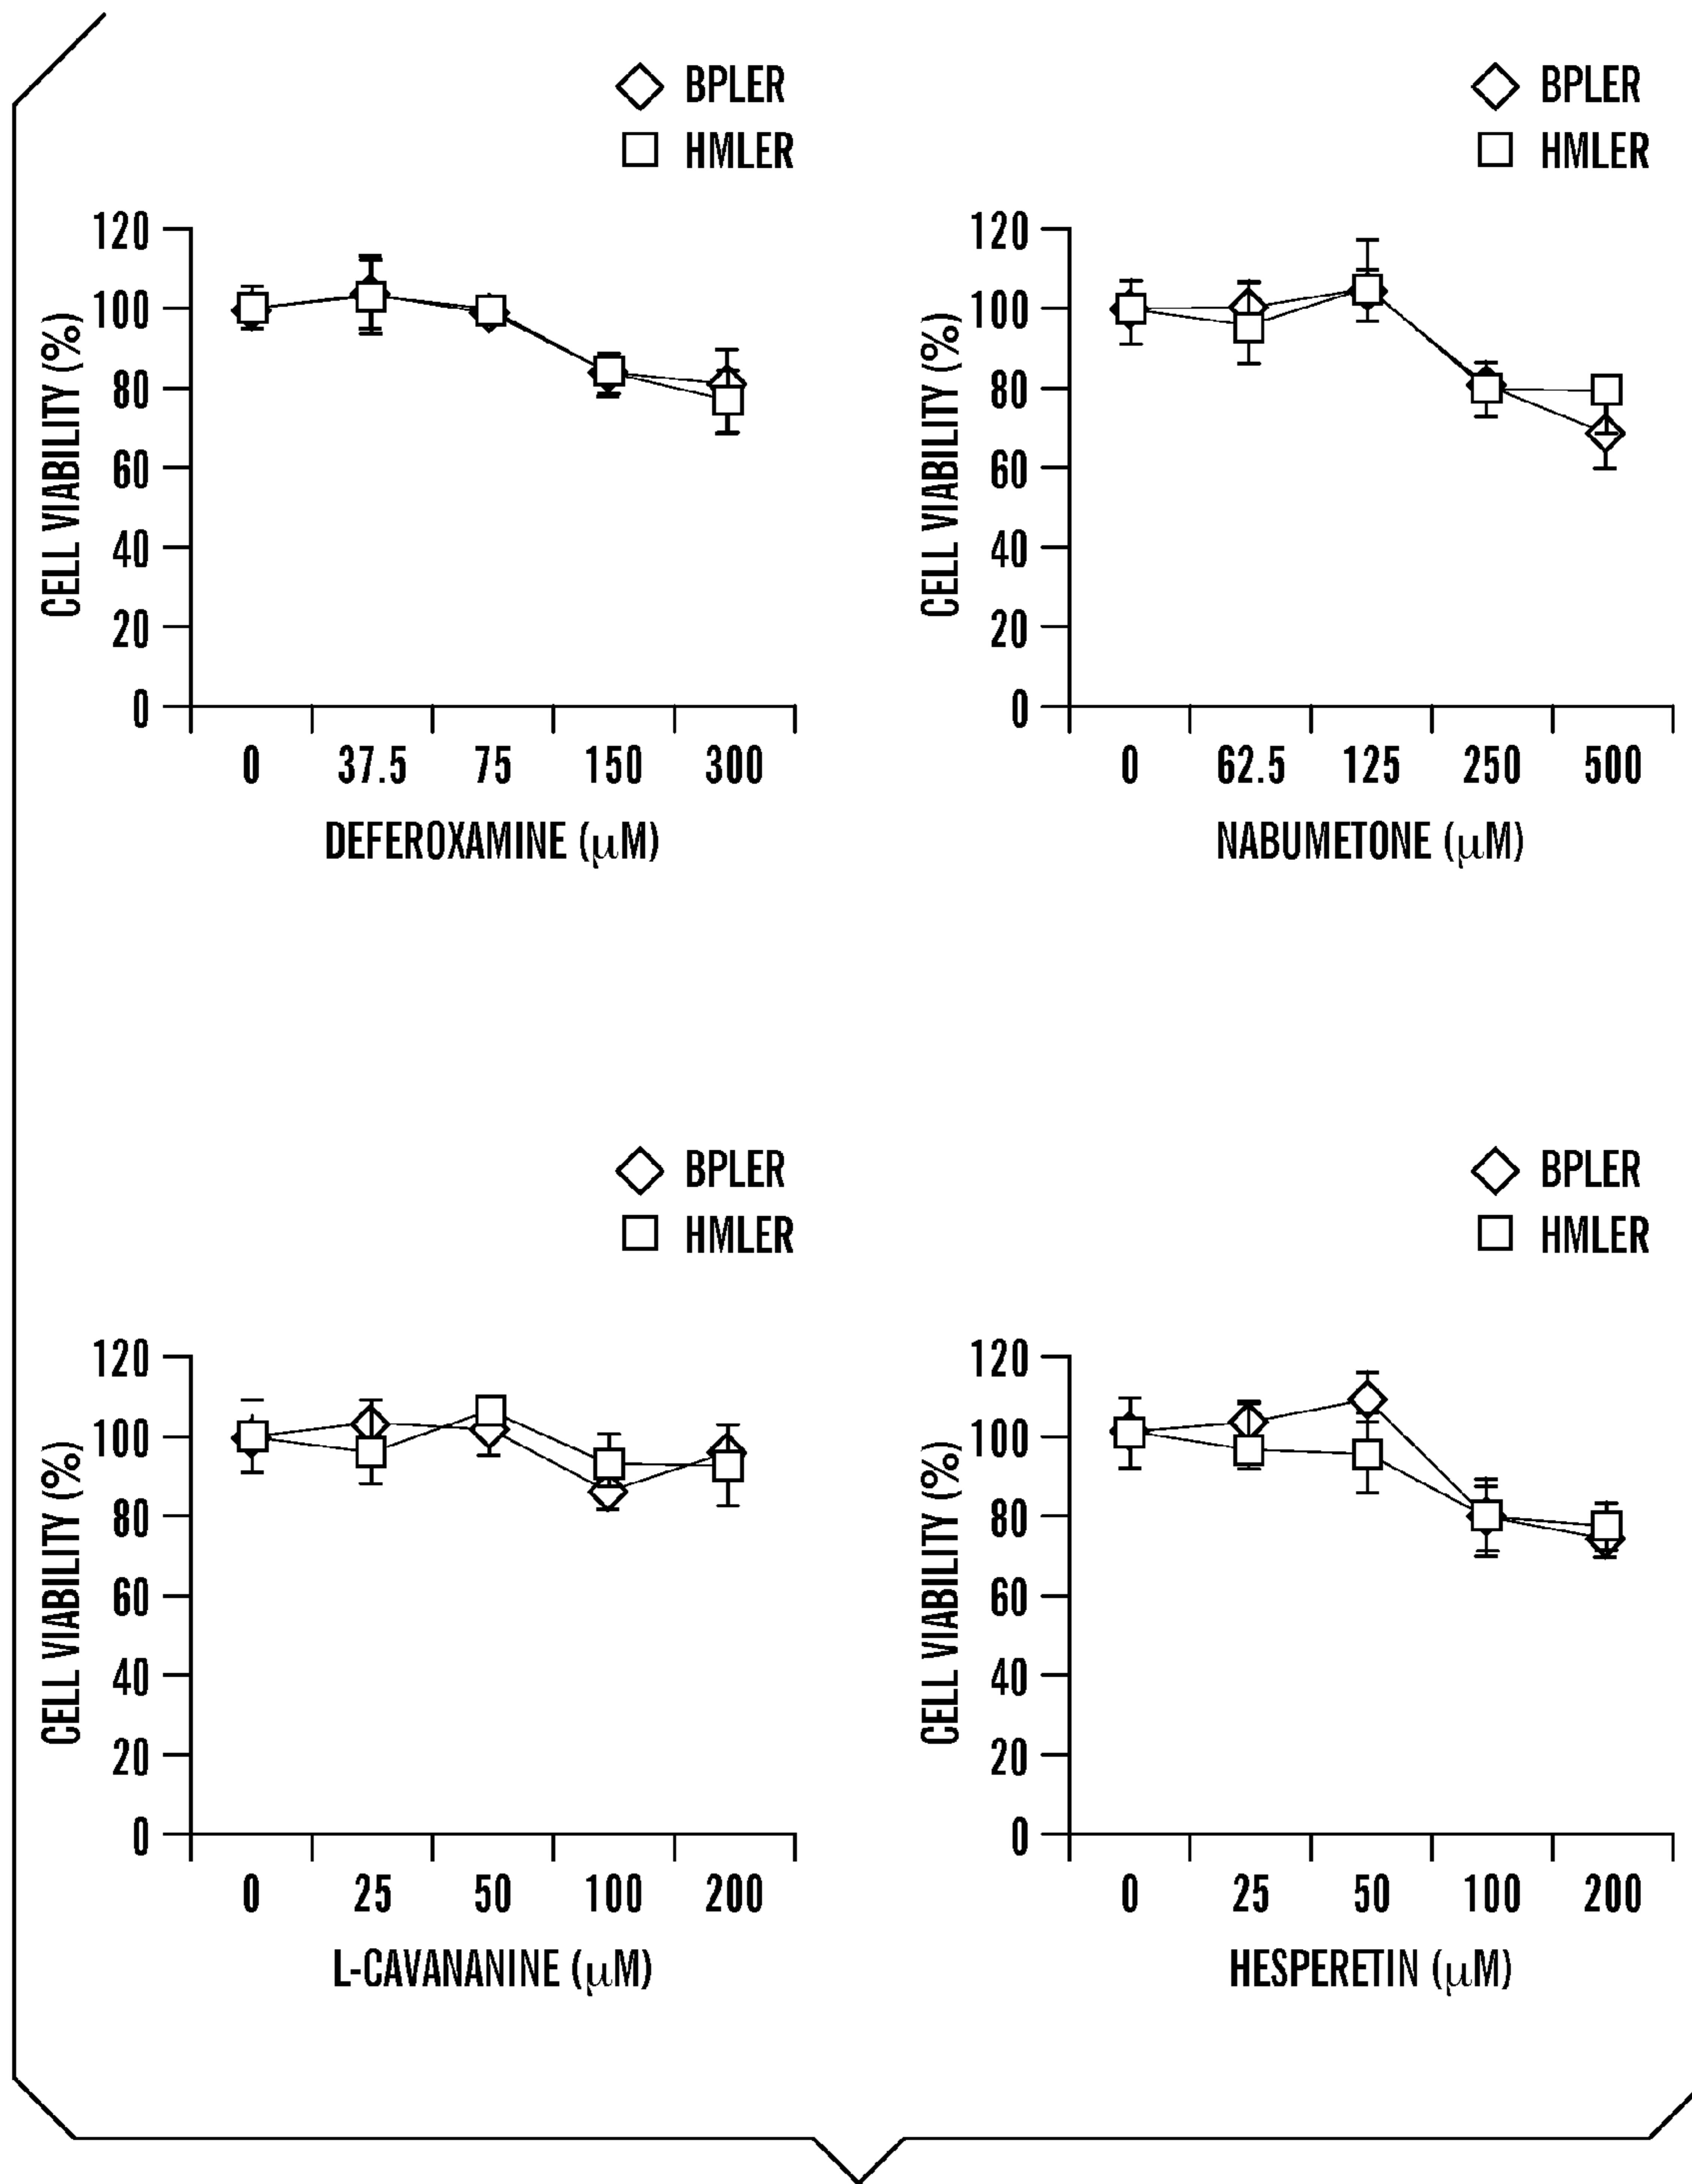 BPLER
HMLER
CELL VIABILITY (%)
120
100
80
60
40
20
0
0 37.5 75 150 300
DEFEROXAMINE (μM)
BPLER
HMLER
CELL VIABILITY (%)
120
100
80
60
40
20
0
0 62.5 125 250 500
NABUMETONE (μM)
BPLER
HMLER
CELL VIABILITY (%)
120
100
80
60
40
20
0
0 25 50 100 200
L-CAVANANINE (μM)
BPLER
HMLER
CELL VIABILITY (%)
120
100
80
60
40
20
0
0 25 50 100 200
HESPERETIN (μM)